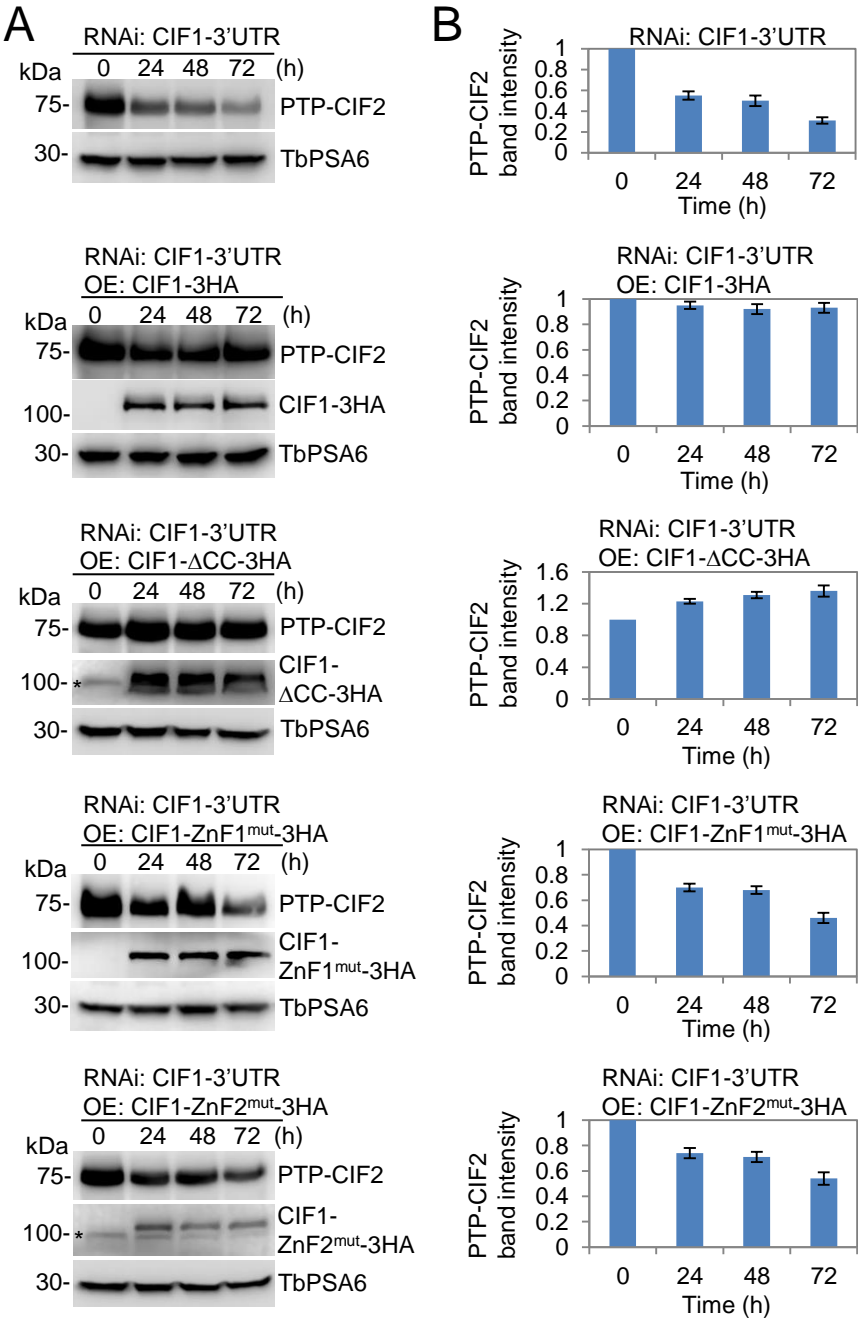 A
RNAi: CIF1-3'UTR
kDa 0 24 48 72 (h)
75- PTP-CIF2
30- TbPSA6
RNAi: CIF1-3'UTR
OE: CIF1-3HA
kDa 0 24 48 72 (h)
75- PTP-CIF2
100- CIF1-3HA
30- TbPSA6
RNAi: CIF1-3'UTR
OE: CIF1-ΔCC-3HA
kDa 0 24 48 72 (h)
75- PTP-CIF2
100- * CIF1-
ΔCC-3HA
30- TbPSA6
RNAi: CIF1-3'UTR
OE: CIF1-ZnF1mut-3HA
kDa 0 24 48 72 (h)
75- PTP-CIF2
100- CIF1-
ZnF1mut-3HA
30- TbPSA6
RNAi: CIF1-3'UTR
OE: CIF1-ZnF2mut-3HA
kDa 0 24 48 72 (h)
75- PTP-CIF2
100- * CIF1-
ZnF2mut-3HA
30- TbPSA6
B
RNAi: CIF1-3'UTR
PTP-CIF2
band intensity
1
0.8
0.6
0.4
0.2
0
0 24 48 72
Time (h)
RNAi: CIF1-3'UTR
OE: CIF1-3HA
PTP-CIF2
band intensity
1
0.8
0.6
0.4
0.2
0
0 24 48 72
Time (h)
RNAi: CIF1-3'UTR
OE: CIF1-ΔCC-3HA
PTP-CIF2
band intensity
1.6
1.2
0.8
0.4
0
0 24 48 72
Time (h)
RNAi: CIF1-3'UTR
OE: CIF1-ZnF1mut-3HA
PTP-CIF2
band intensity
1
0.8
0.6
0.4
0.2
0
0 24 48 72
Time (h)
RNAi: CIF1-3'UTR
OE: CIF1-ZnF2mut-3HA
PTP-CIF2
band intensity
1
0.8
0.6
0.4
0.2
0
0 24 48 72
Time (h)